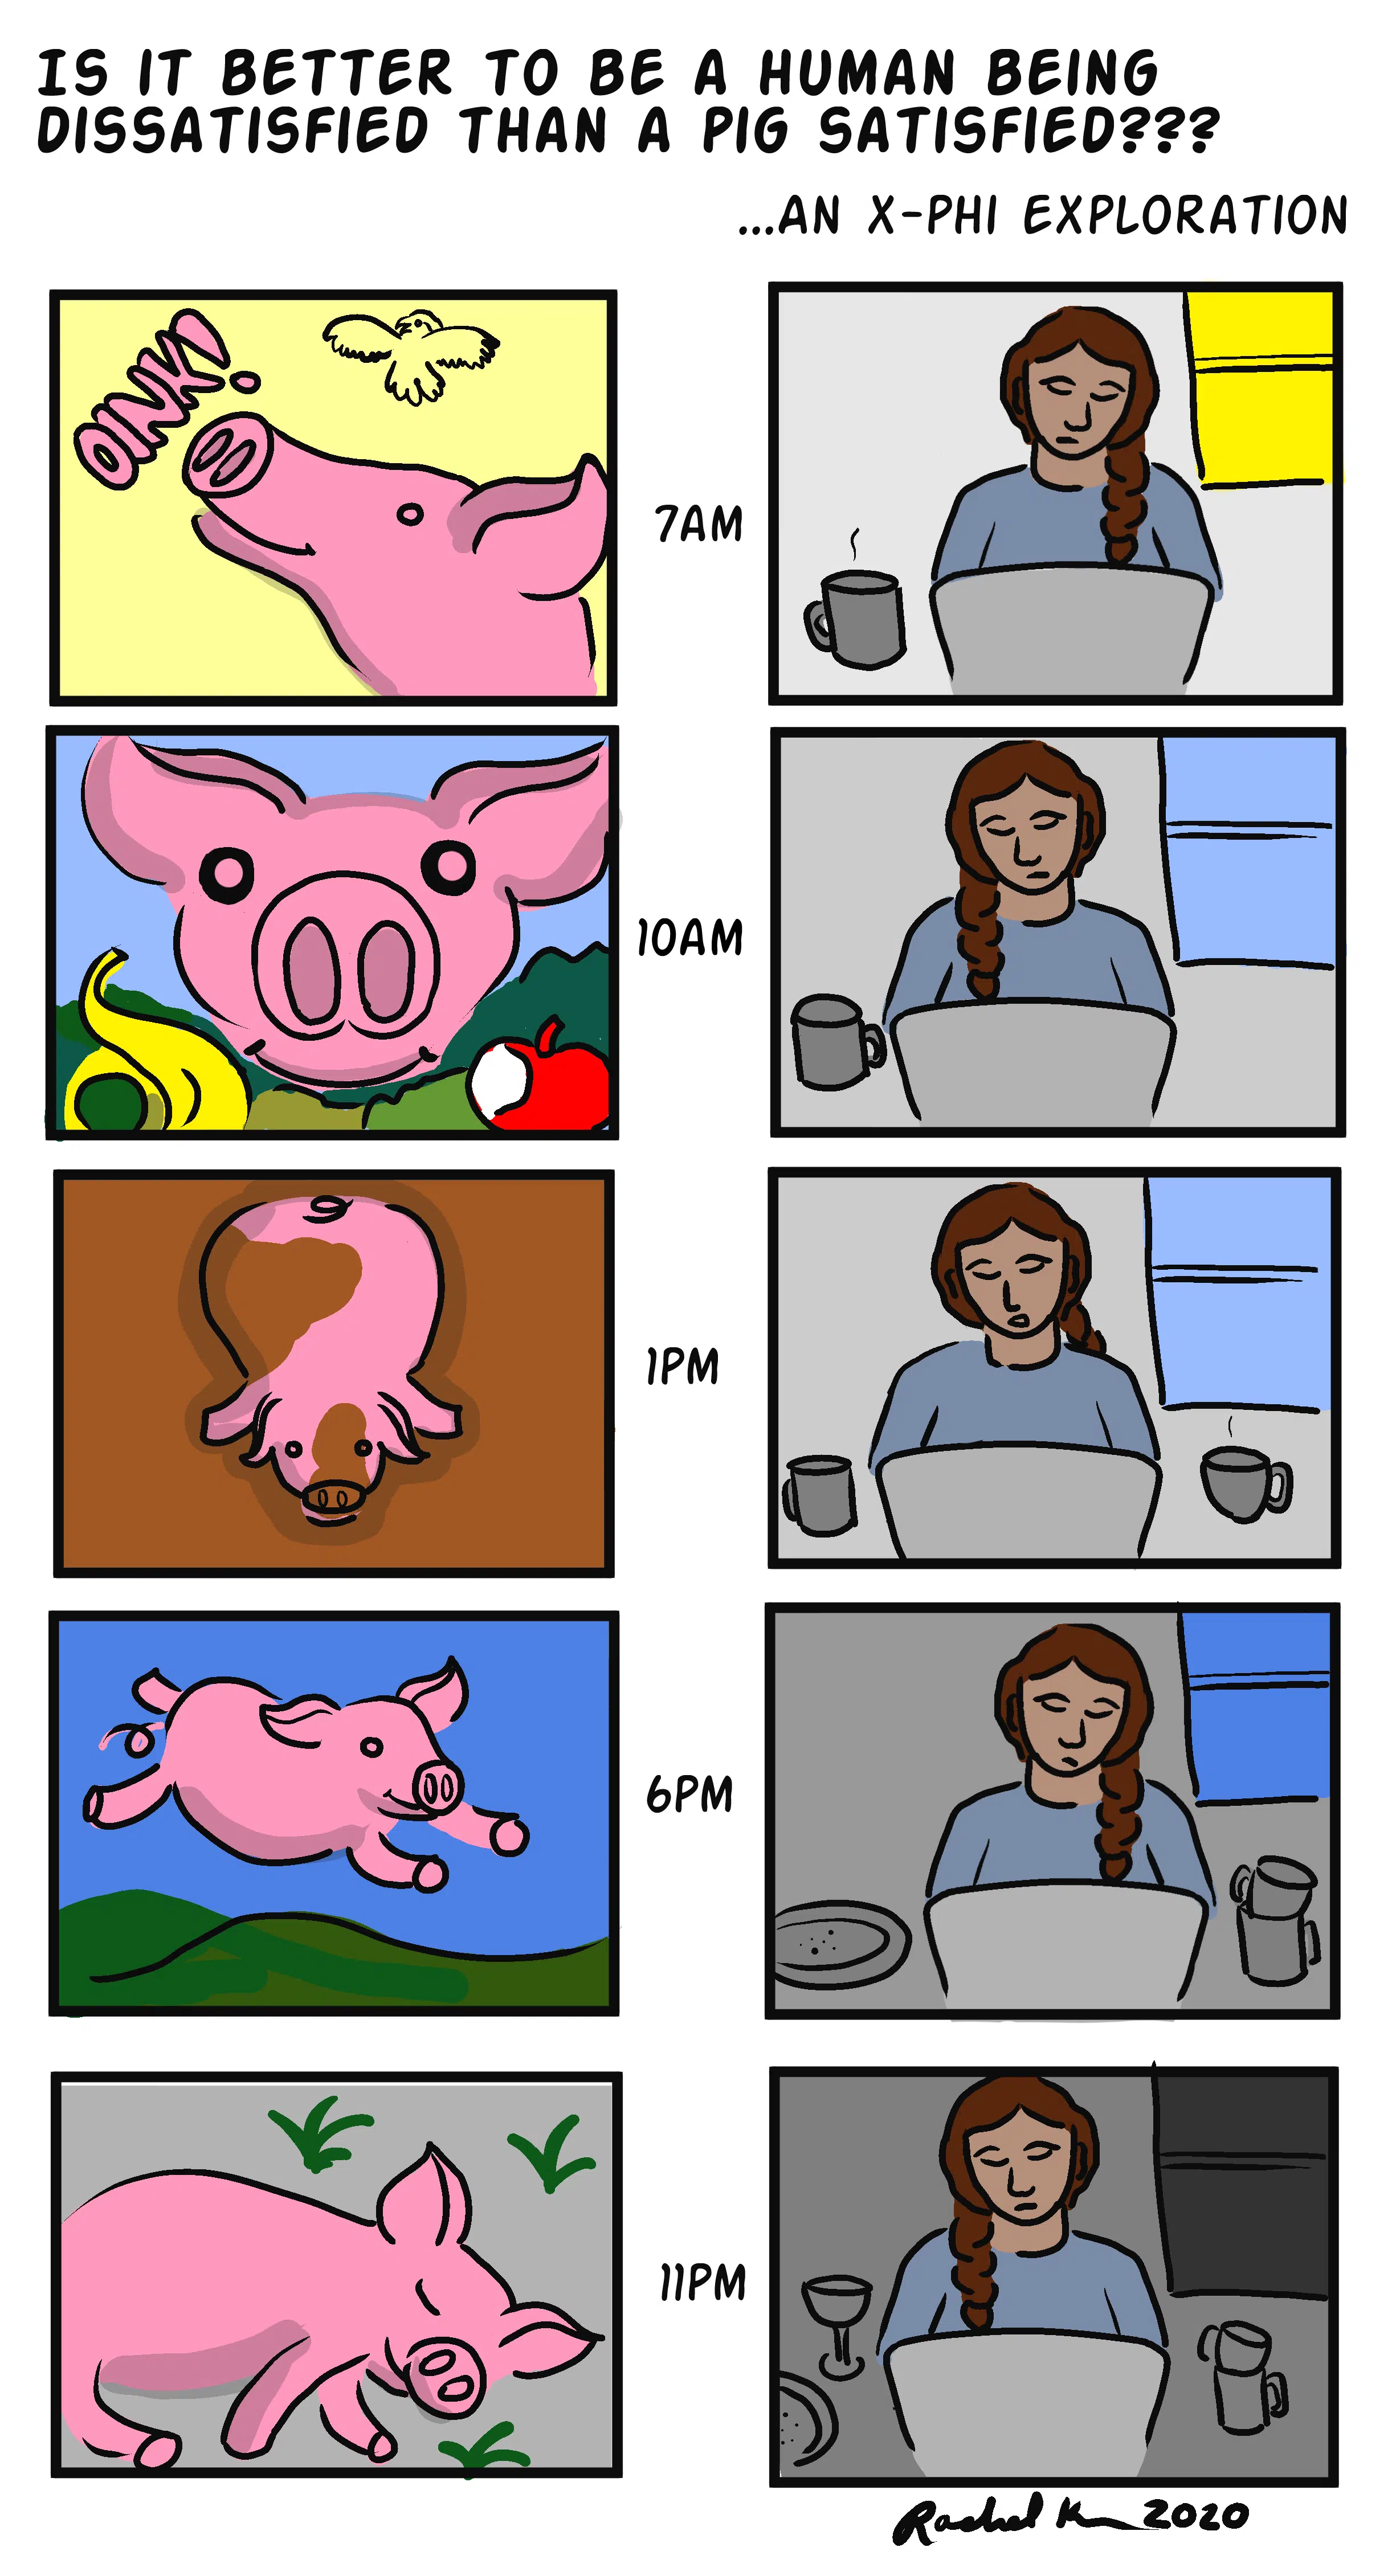 IS IT BETTER TO BE A HUMAN BEING
DISSATISFIED THAN A PIG SATISFIED???
...AN X-PHI EXPLORATION
OINK!
7AM
10AM
1PM
6PM
11PM
Rachel 2020